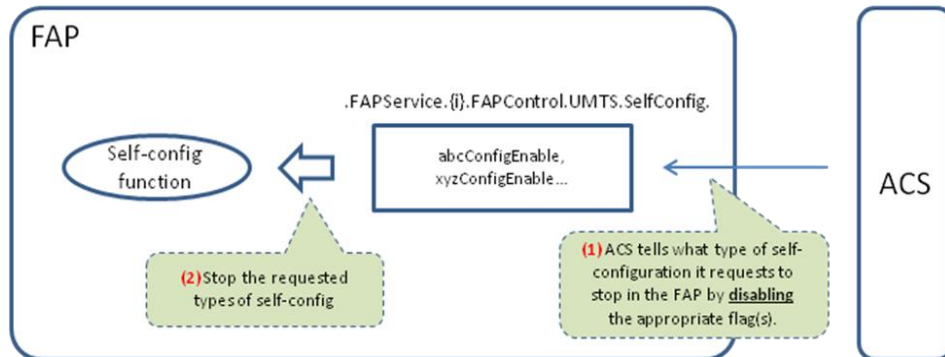 FAP
.FAPService.{i}.FAPControl.UMTS.SelfConfig.
Self-config
function
abcConfigEnable,
xyzConfigEnable...
ACS
(2) Stop the requested
types of self-config
(1) ACS tells what type of self-
configuration it requests to
stop in the FAP by disabling
the appropriate flag(s).